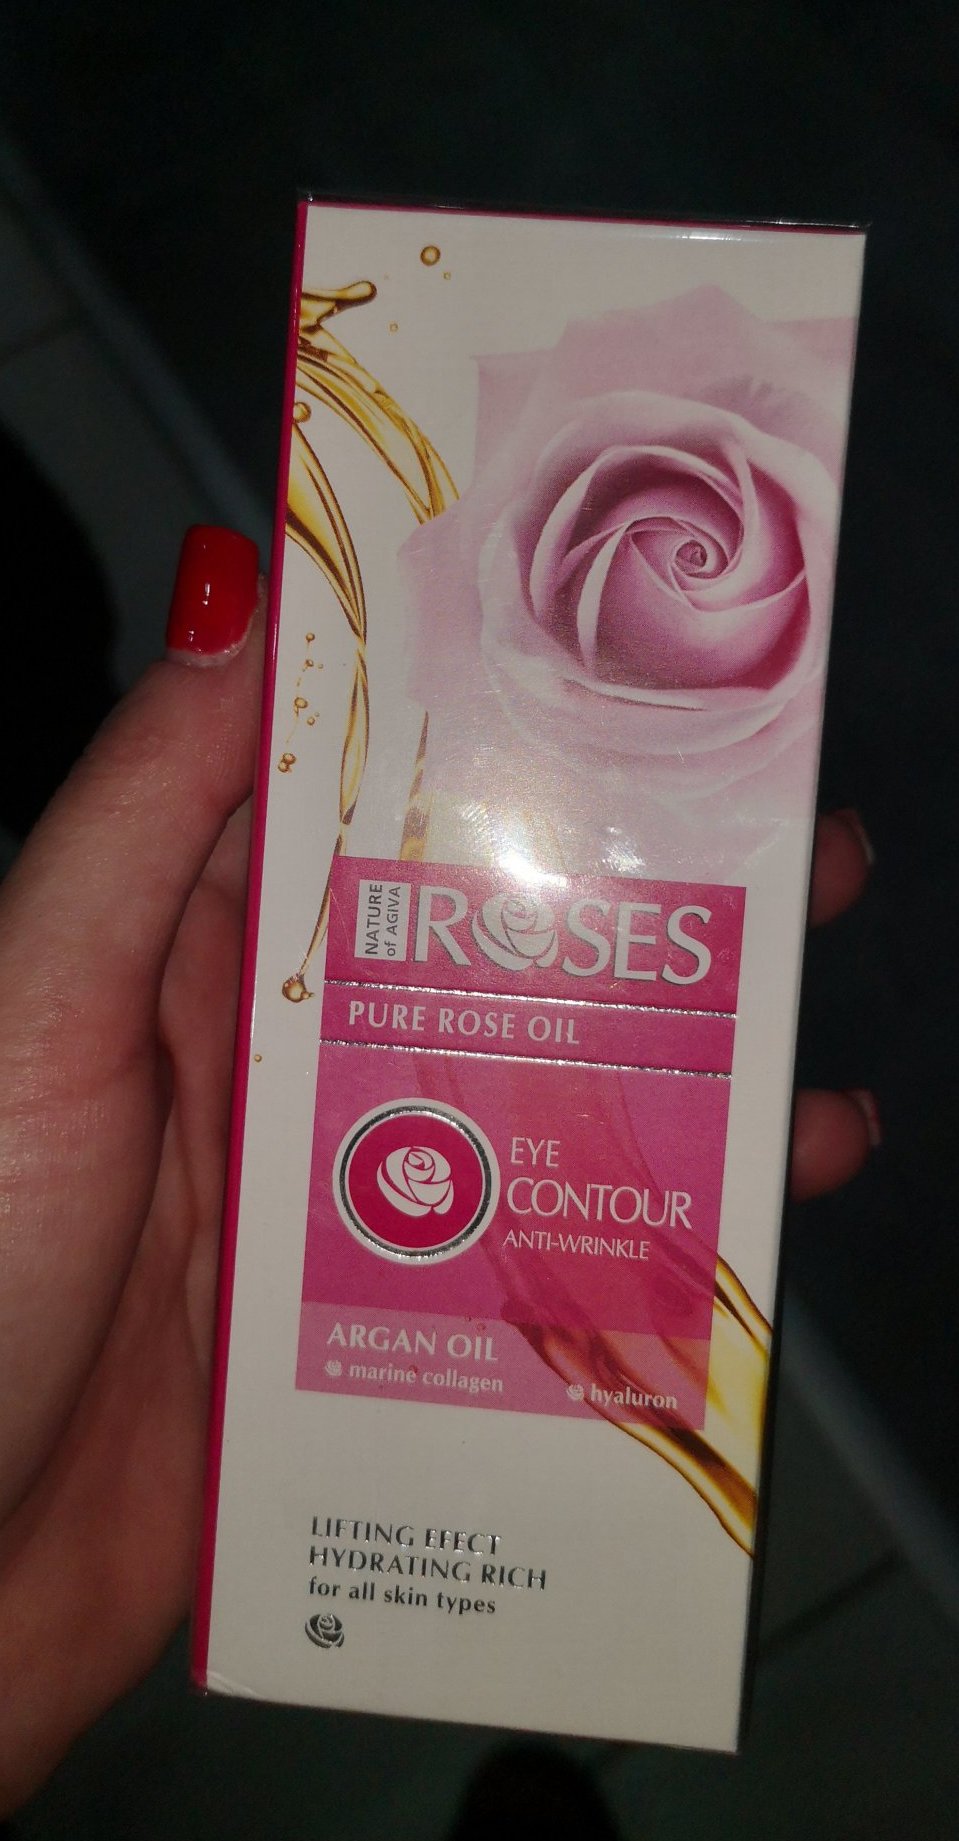 NATURE
of AGIVA
ROSES
PURE ROSE OIL
EYE
CONTOUR
ANTI-WRINKLE
ARGAN OIL
marine collagen
hyaluron
LIFTING EFECT
HYDRATING RICH
for all skin types